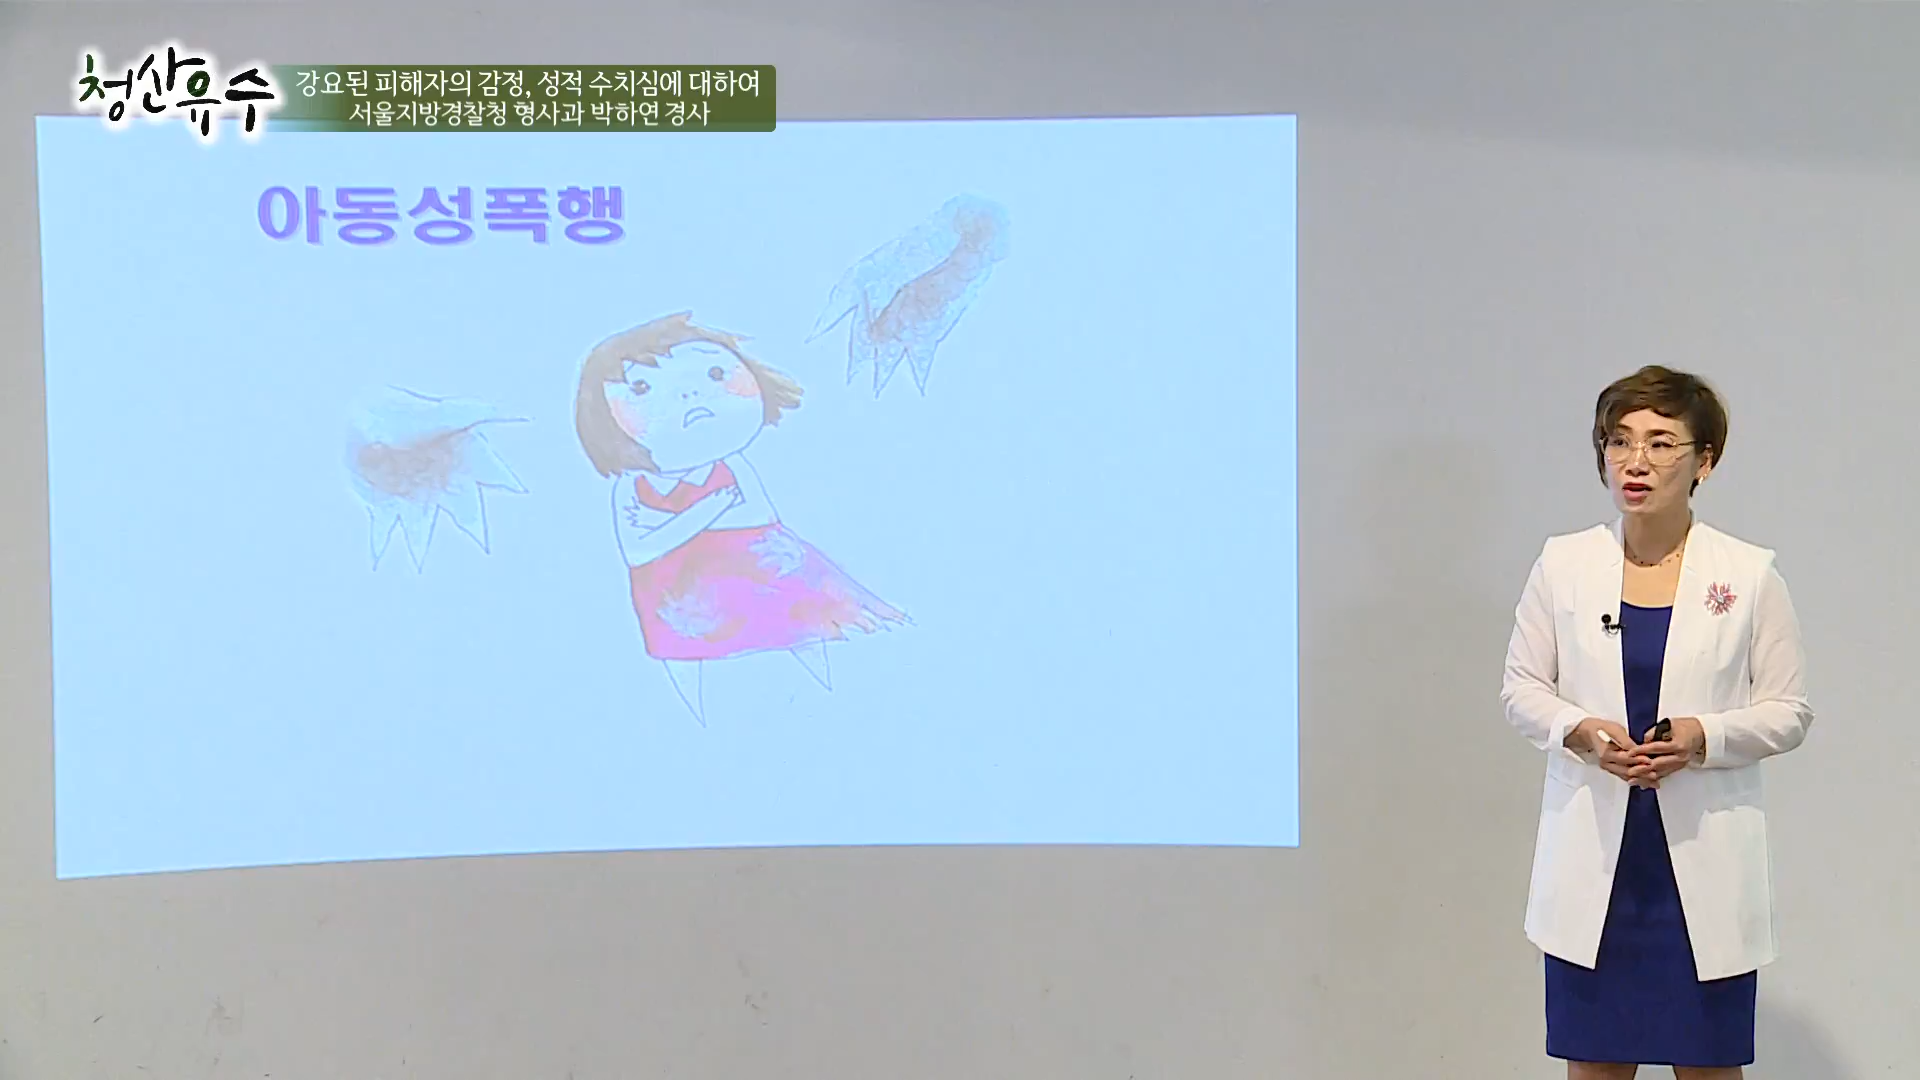 청산유수
강요된 피해자의 감정, 성적 수치심에 대하여
서울지방경찰청 형사과 박하연 경사
아동성폭행